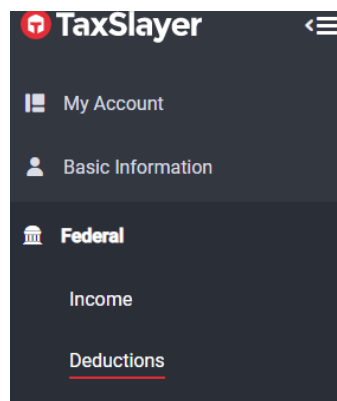 TaxSlayer
My Account
Basic Information
Federal
Income
Deductions